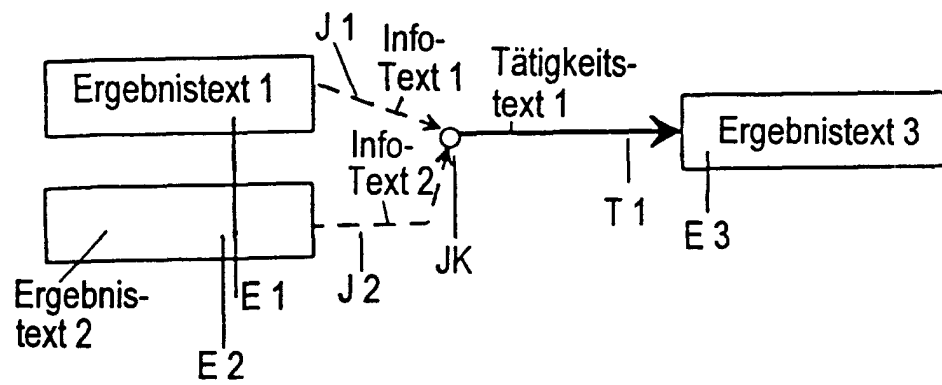 J 1
Info-
Text 1
Tätigkeits-
text 1
Ergebnistext 1
Ergebnistext 3
Info-
Text 2
T 1
E 3
JK
J 2
E 1
Ergebnis-
text 2
E 2